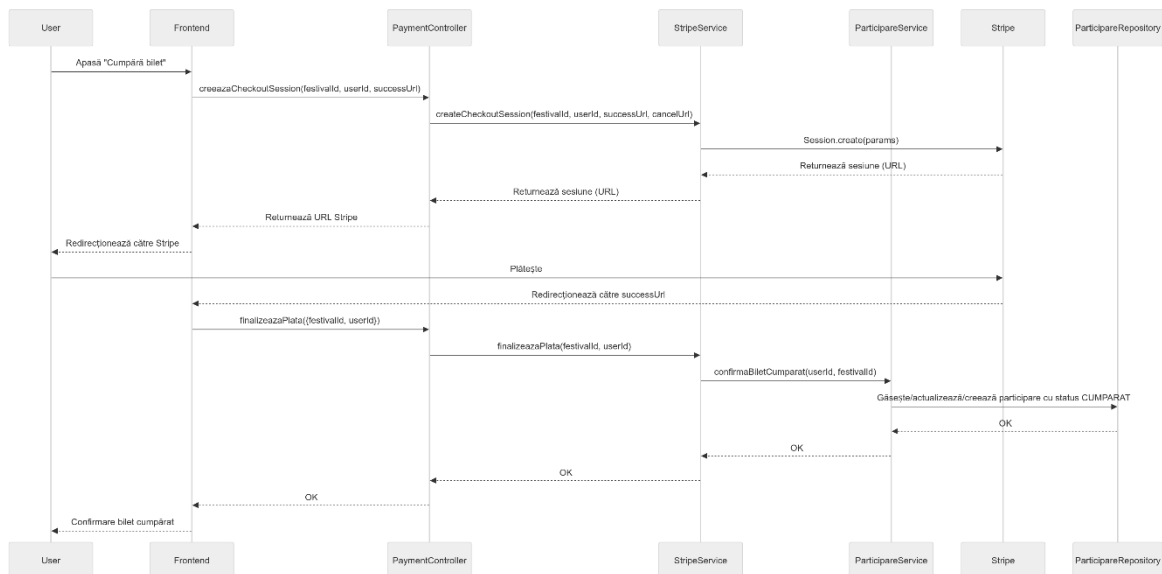 User Frontend PaymentController StripeService ParticipareService Stripe ParticipareRepository
Apasă "Cumpără bilet"
creeazaCheckoutSession(festivalId, userId, successUrl)
createCheckoutSession(festivalId, userId, successUrl, cancelUrl)
Session.create(params)
Returnează sesiune (URL)
Returnează sesiune (URL)
Returnează URL Stripe
Redirecționează către Stripe
Plătește
Redirecționează către successUrl
finalizeazaPlata({festivalId, userId})
finalizeazaPlata(festivalId, userId)
confirmaBiletCumparat(userId, festivalId)
Găsește/actualizează/creează participare cu status CUMPARAT
OK
OK
OK
OK
Confirmare bilet cumpărat
User Frontend PaymentController StripeService ParticipareService Stripe ParticipareRepository